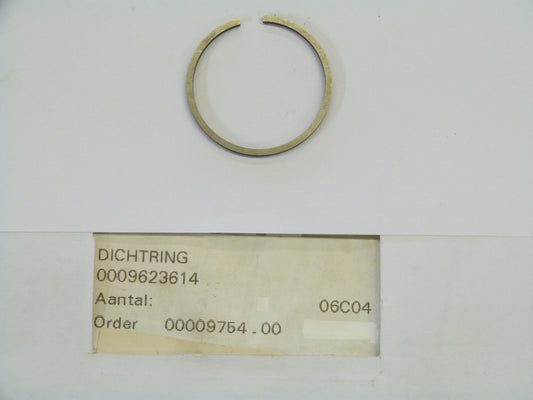 DICHTRING
0009623614
Aantal: 06C04
Order 00009754-00